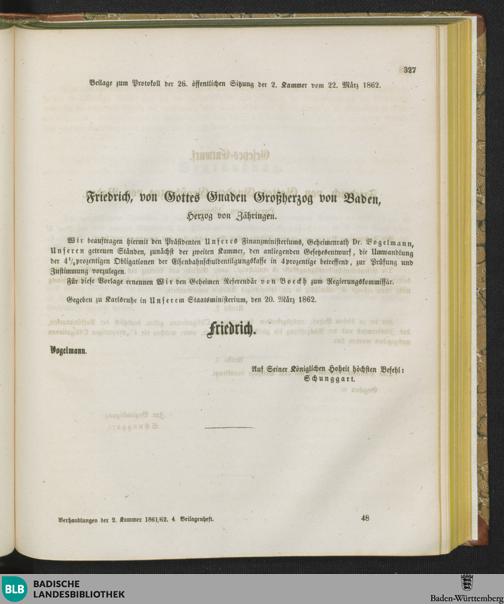 327
Beilage zum Protokoll der 26. öffentlichen Sitzung der 2. Kammer vom 22. März 1862.
Friedrich, von Gottes Gnaden Großherzog von Baden,
Herzog von Zähringen.
Wir beauftragen hiermit den Präsidenten Unseres Finanzministeriums, Geheimerath Dr. Vogelmann,
Unseren getreuen Ständen, zunächst der zweiten Kammer, den anliegenden Gesetzesentwurf, die Umwandlung
der 4½prozentigen Obligationen der Eisenbahnschuldentilgungskasse in 4prozentige betreffend, zur Prüfung und
Zustimmung vorzulegen.
Für diese Vorlage ernennen Wir den Geheimen Referendär von Boeckh zum Regierungskommissär.
Gegeben zu Karlsruhe in Unserem Staatsministerium, den 20. März 1862.
Friedrich.
Vogelmann.
Auf Seiner Königlichen Hoheit höchsten Befehl:
Schunggart.
Verhandlungen der 2. Kammer 1861/62. 4. Beilagenheft.
48
BLB BADISCHE
LANDESBIBLIOTHEK
Baden-Württemberg